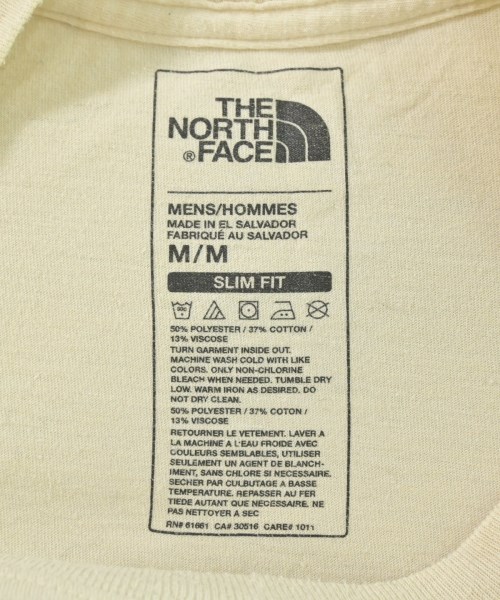 THE
NORTH
®FACE
MENS/HOMMES
MADE IN EL SALVADOR
FABRIQUÉ AU SALVADOR
M/M
SLIM FIT
30C
50% POLYESTER / 37% COTTON /
13% VISCOSE
TURN GARMENT INSIDE OUT.
MACHINE WASH COLD WITH LIKE
COLORS. ONLY NON-CHLORINE
BLEACH WHEN NEEDED. TUMBLE DRY
LOW. WARM IRON AS DESIRED. DO
NOT DRY CLEAN.
50% POLYESTER / 37% COTON /
13% VISCOSE
RETOURNER LE VETEMENT. LAVER A
LA MACHINE A L'EAU FROIDE AVEC
COULEURS SEMBLABLES, UTILISER
SEULEMENT UN AGENT DE BLANCH-
IMENT, SANS CHLORE SI NECESSAIRE.
SECHER PAR CULBUTAGE A BASSE
TEMPERATURE. REPASSER AU FER
TIEDE AUTANT QUE NECESSAIRE. NE
PAS NETTOYER A SEC
RN# 61661 CA# 30516 CARE# 1011